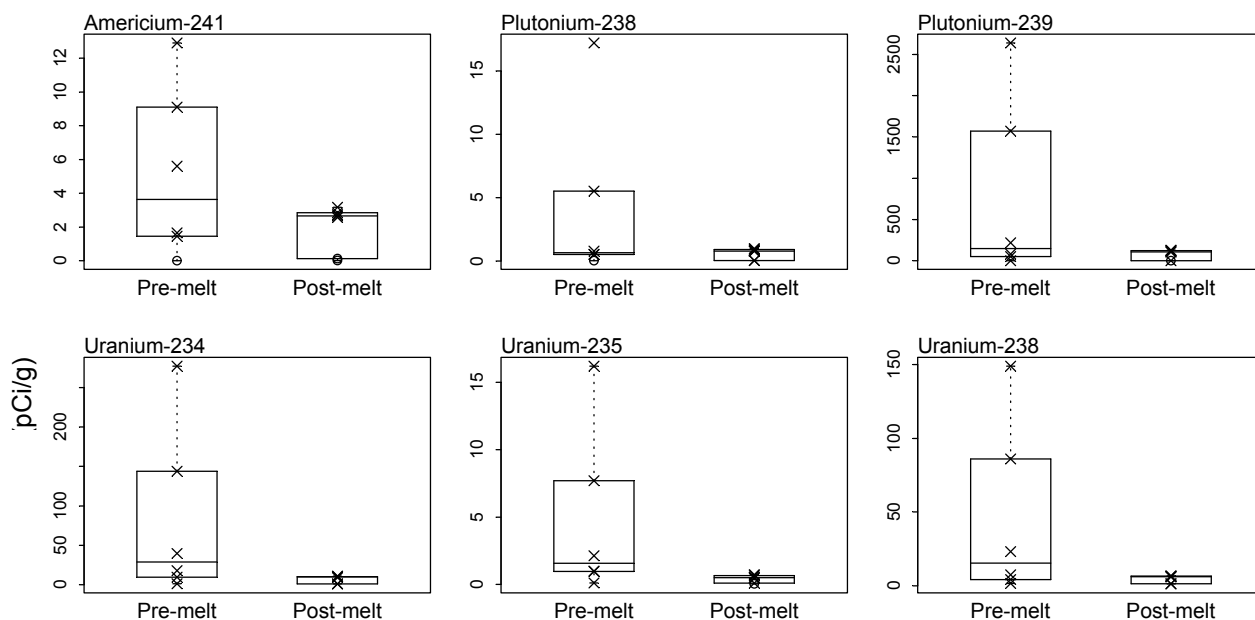 Americium-241
Plutonium-238
Plutonium-239
12
10
8
6
4
2
0
15
10
5
0
2500
1500
500
0
Pre-melt Post-melt
Pre-melt Post-melt
Pre-melt Post-melt
Uranium-234
Uranium-235
Uranium-238
pCi/g)
200
100
50
0
15
10
5
0
150
100
50
0
Pre-melt Post-melt
Pre-melt Post-melt
Pre-melt Post-melt